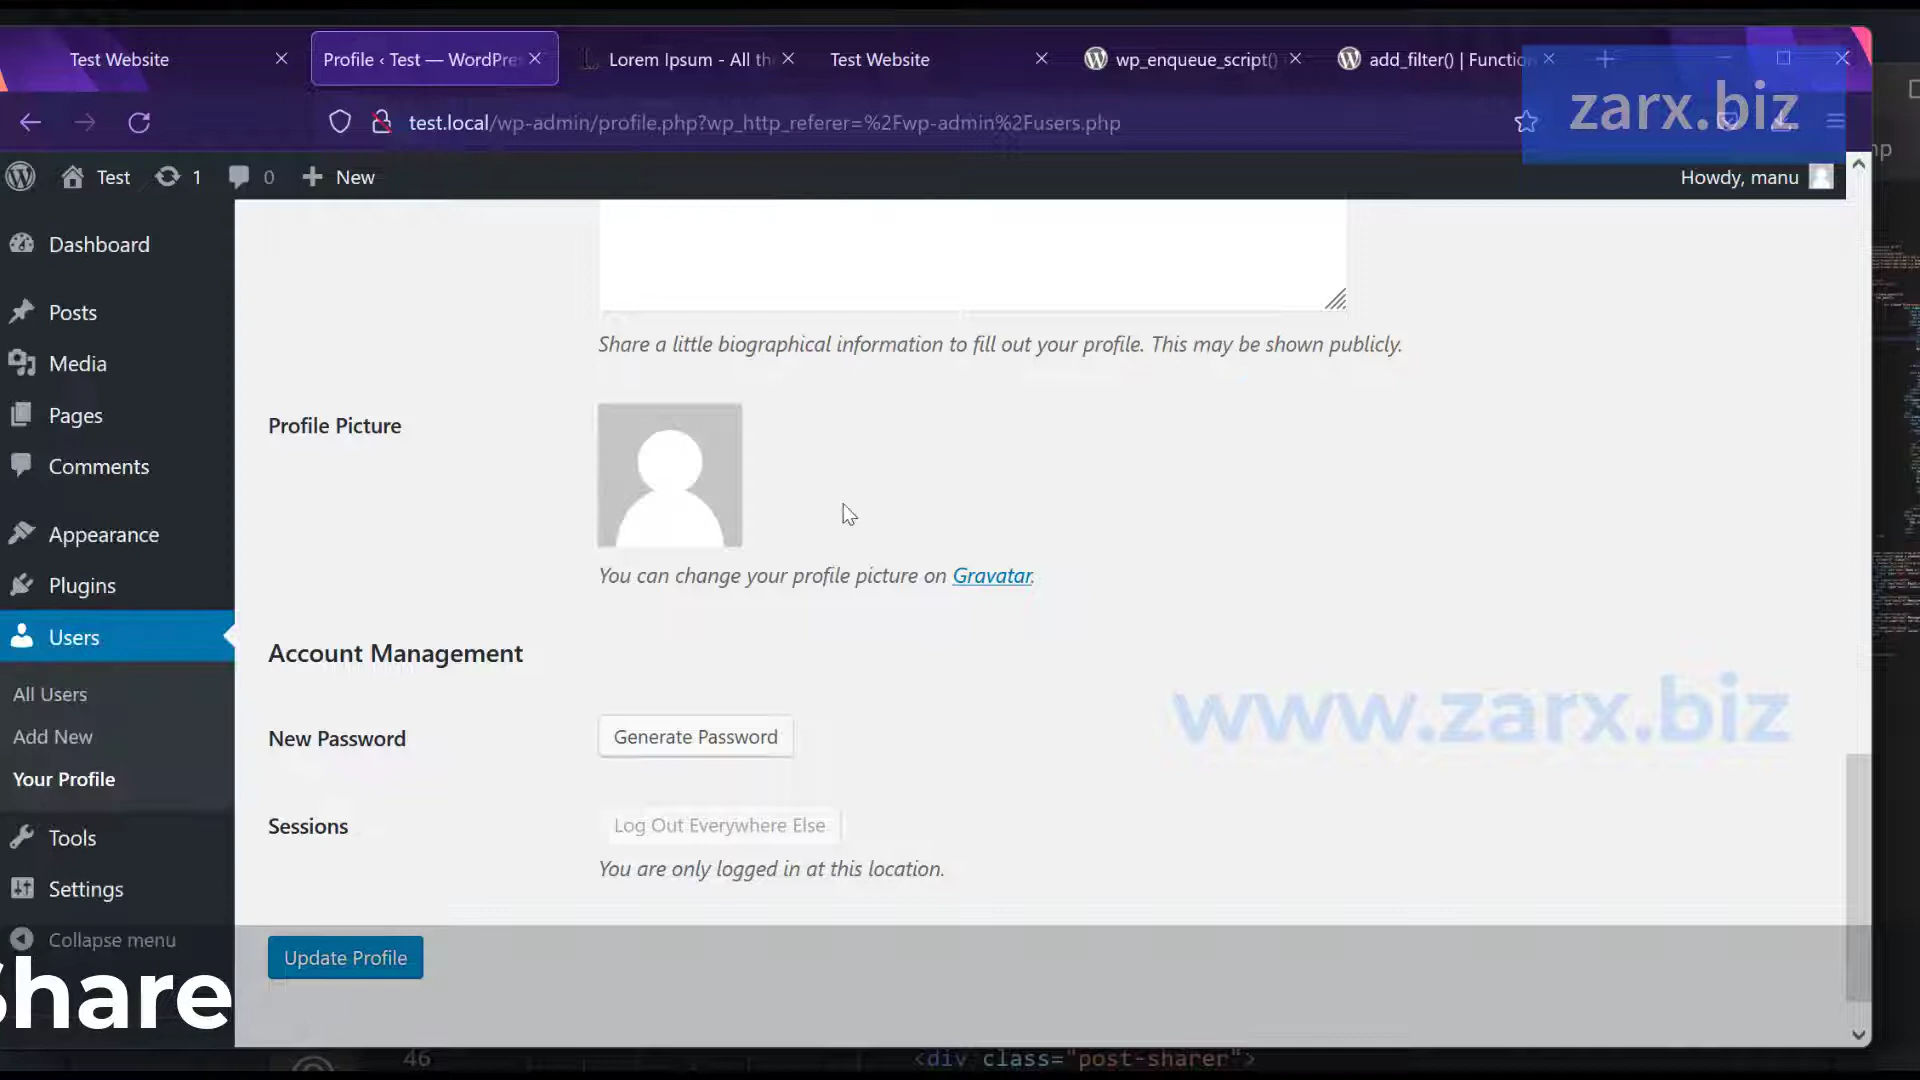 Test Website
Profile ‹ Test — WordPre
Lorem Ipsum - All th
Test Website
wp_enqueue_script()
add_filter() | Functio
zarx.biz
test.local/wp-admin/profile.php?wp_http_referer=%2Fwp-admin%2Fusers.php
Test
1
0
New
Howdy, manu
Dashboard
Posts
Media
Pages
Comments
Appearance
Plugins
Users
All Users
Add New
Your Profile
Tools
Settings
Collapse menu
Share a little biographical information to fill out your profile. This may be shown publicly.
Profile Picture
You can change your profile picture on Gravatar.
Account Management
New Password
Generate Password
www.zarx.biz
Sessions
Log Out Everywhere Else
You are only logged in at this location.
Update Profile
Share
46
<div class="post-sharer">